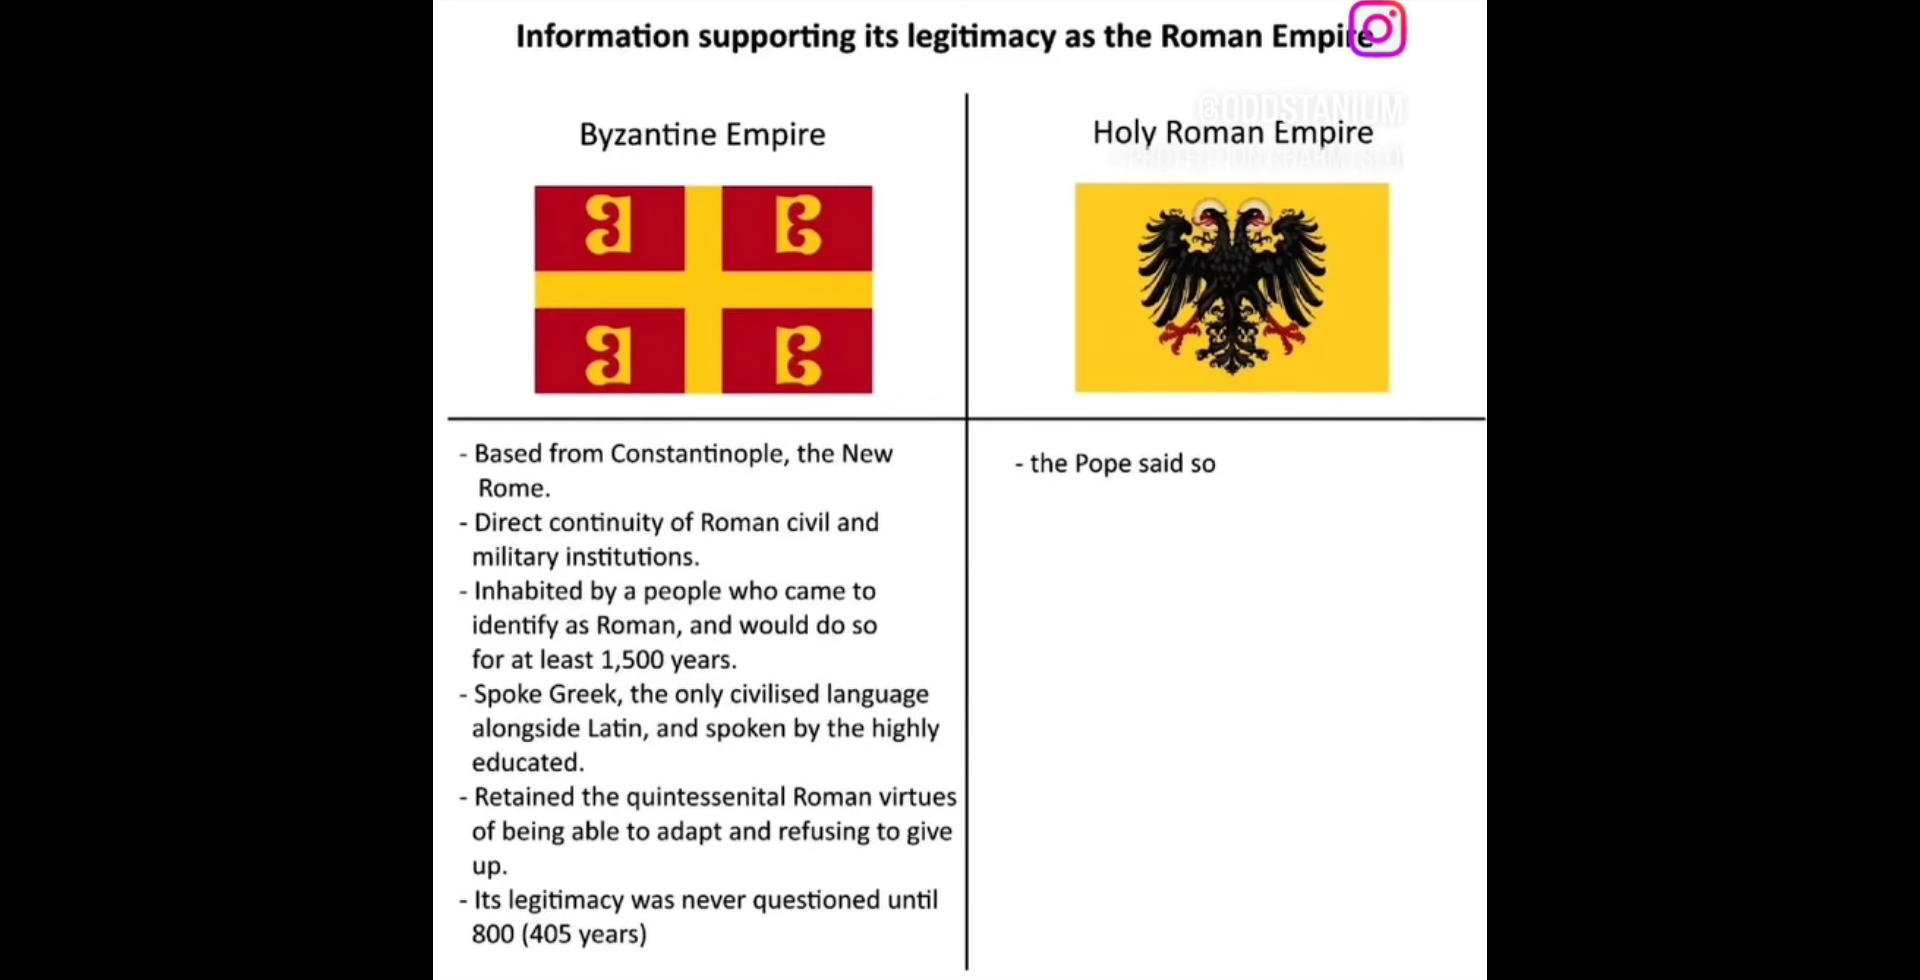 Information supporting its legitimacy as the Roman Empire
@ODDSTANIUM
Byzantine Empire
Holy Roman Empire
- Based from Constantinople, the New
Rome.
- Direct continuity of Roman civil and
military institutions.
- Inhabited by a people who came to
identify as Roman, and would do so
for at least 1,500 years.
- Spoke Greek, the only civilised language
alongside Latin, and spoken by the highly
educated.
- Retained the quintessenital Roman virtues
of being able to adapt and refusing to give
up.
- Its legitimacy was never questioned until
800 (405 years)
- the Pope said so